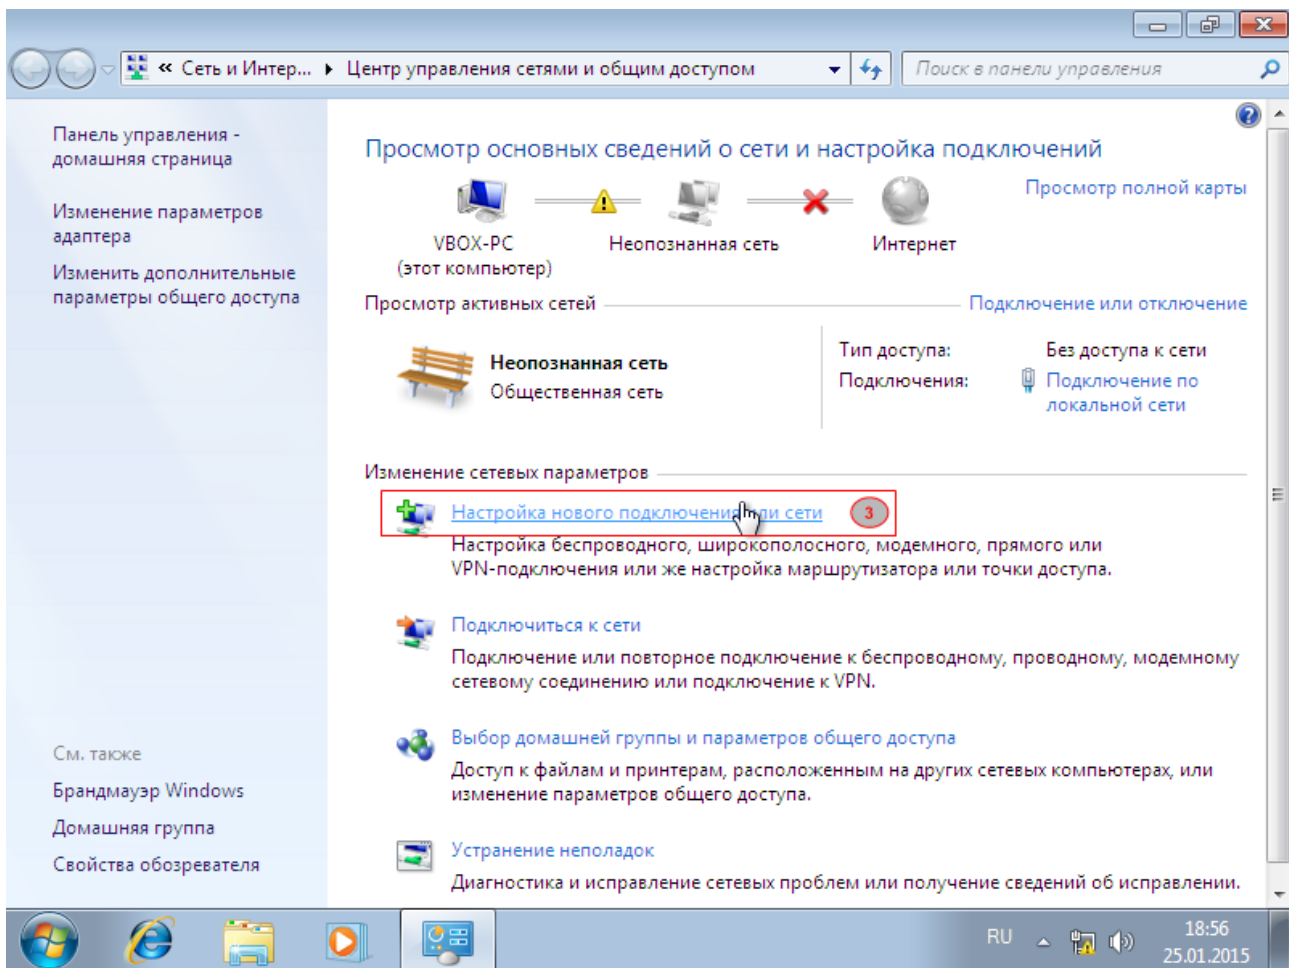 « Сеть и Интер... ▸ Центр управления сетями и общим доступом
Поиск в панели управления
Панель управления -
домашняя страница
Изменение параметров
адаптера
Изменить дополнительные
параметры общего доступа
Просмотр основных сведений о сети и настройка подключений
Просмотр полной карты
VBOX-PC
(этот компьютер)
Неопознанная сеть
Интернет
Просмотр активных сетей
Подключение или отключение
Неопознанная сеть
Общественная сеть
Тип доступа: Без доступа к сети
Подключения: Подключение по
локальной сети
Изменение сетевых параметров
Настройка нового подключения или сети 3
Настройка беспроводного, широкополосного, модемного, прямого или
VPN-подключения или же настройка маршрутизатора или точки доступа.
Подключиться к сети
Подключение или повторное подключение к беспроводному, проводному, модемному
сетевому соединению или подключение к VPN.
Выбор домашней группы и параметров общего доступа
Доступ к файлам и принтерам, расположенным на других сетевых компьютерах, или
изменение параметров общего доступа.
Устранение неполадок
Диагностика и исправление сетевых проблем или получение сведений об исправлении.
См. также
Брандмауэр Windows
Домашняя группа
Свойства обозревателя
RU
18:56
25.01.2015